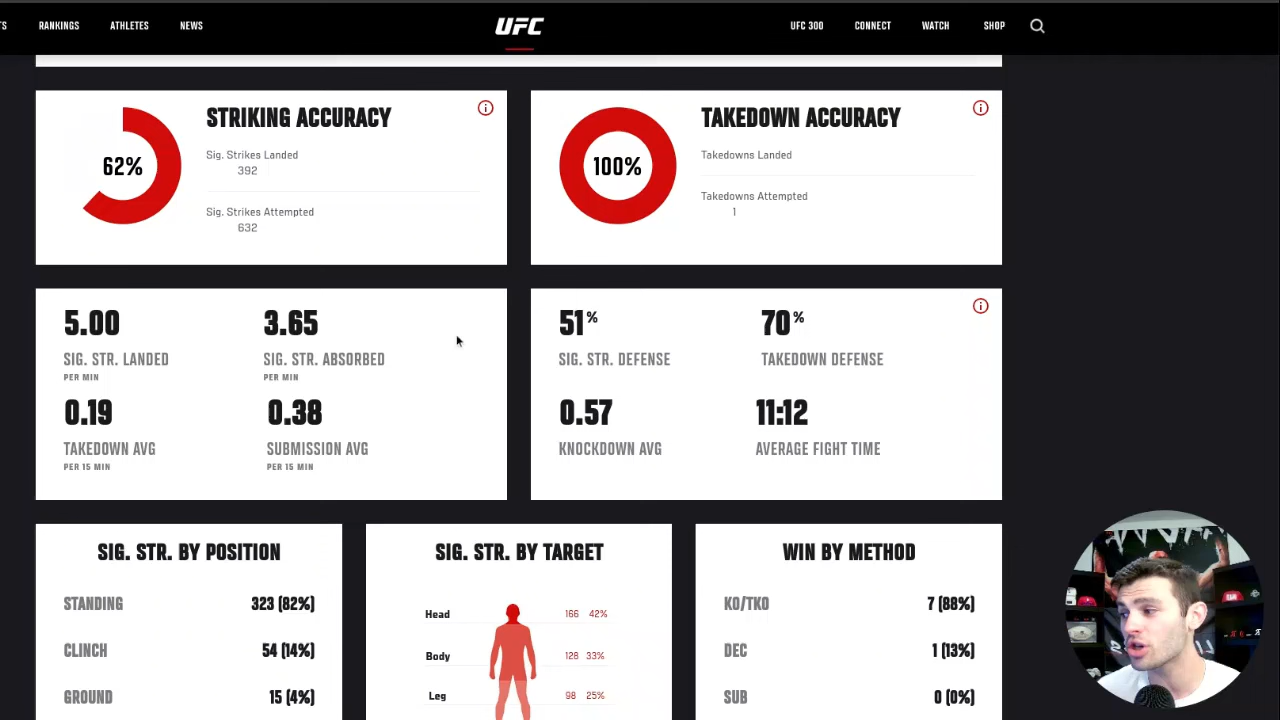 TS RANKINGS ATHLETES NEWS UFC UFC 300 CONNECT WATCH SHOP
STRIKING ACCURACY
62%
Sig. Strikes Landed
392
Sig. Strikes Attempted
632
TAKEDOWN ACCURACY
100%
Takedowns Landed
Takedowns Attempted
1
5.00 3.65
SIG. STR. LANDED SIG. STR. ABSORBED
PER MIN PER MIN
0.19 0.38
TAKEDOWN AVG SUBMISSION AVG
PER 15 MIN PER 15 MIN
51% 70%
SIG. STR. DEFENSE TAKEDOWN DEFENSE
0.57 11:12
KNOCKDOWN AVG AVERAGE FIGHT TIME
SIG. STR. BY POSITION
STANDING 323 (82%)
CLINCH 54 (14%)
GROUND 15 (4%)
SIG. STR. BY TARGET
Head 166 42%
Body 128 33%
Leg 98 25%
WIN BY METHOD
KO/TKO 7 (88%)
DEC 1 (13%)
SUB 0 (0%)